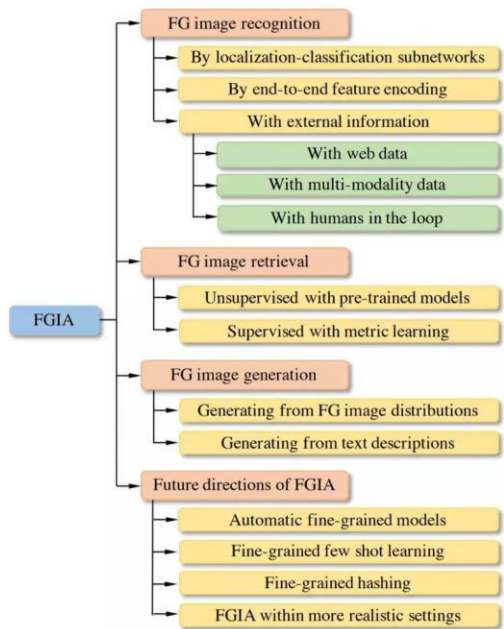 FG image recognition
By localization-classification subnetworks
By end-to-end feature encoding
With external information
With web data
With multi-modality data
With humans in the loop
FG image retrieval
Unsupervised with pre-trained models
FGIA
Supervised with metric learning
FG image generation
Generating from FG image distributions
Generating from text descriptions
Future directions of FGIA
Automatic fine-grained models
Fine-grained few shot learning
Fine-grained hashing
FGIA within more realistic settings